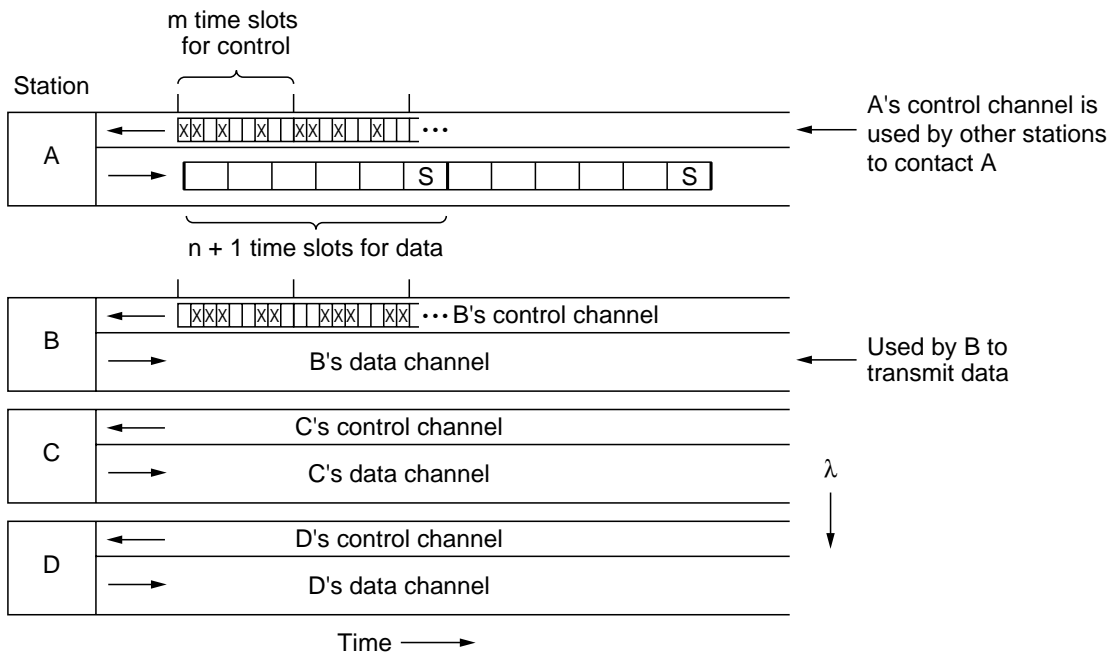 m time slots
for control
Station
A
X X X X X X X X •••
S S
A's control channel is
used by other stations
to contact A
n + 1 time slots for data
B
X X X X X X X X X X ••• B's control channel
B's data channel
Used by B to
transmit data
C
C's control channel
C's data channel
λ
D
D's control channel
D's data channel
Time